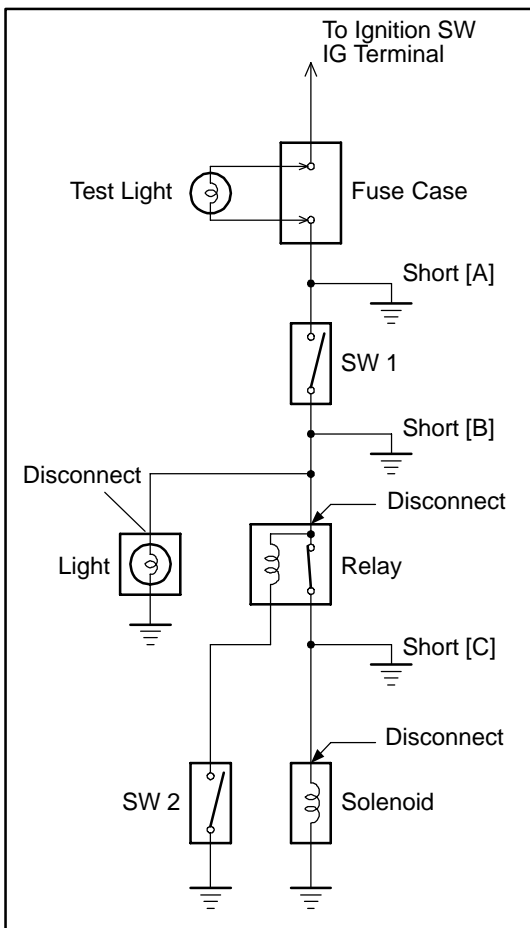 To Ignition SW
IG Terminal
Test Light
Fuse Case
Short [A]
SW 1
Short [B]
Disconnect
Disconnect
Light
Relay
Short [C]
Disconnect
SW 2
Solenoid